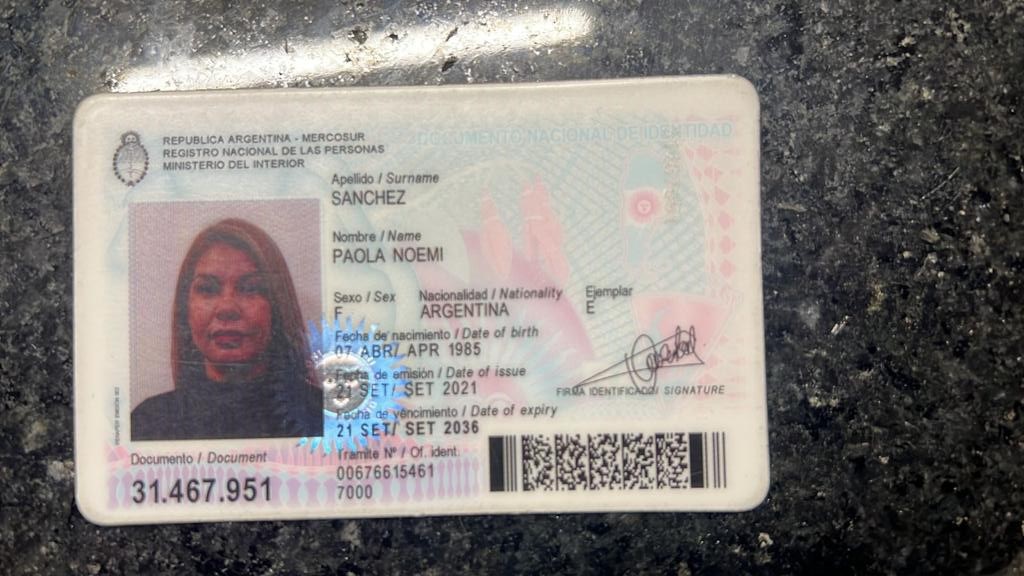 REPUBLICA ARGENTINA - MERCOSUR
REGISTRO NACIONAL DE LAS PERSONAS
MINISTERIO DEL INTERIOR
DOCUMENTO NACIONAL DE IDENTIDAD
Apellido / Surname
SANCHEZ
Nombre / Name
PAOLA NOEMI
Sexo / Sex Nacionalidad / Nationality Ejemplar
F ARGENTINA E
Fecha de nacimiento / Date of birth
07 ABR/ APR 1985
Fecha de emisión / Date of issue
21 SET/ SET 2021
Fecha de vencimiento / Date of expiry
21 SET/ SET 2036
FIRMA IDENTIFICADO/ SIGNATURE
Documento / Document
31.467.951
Tramite Nº / Of. ident.
00676615461
7000